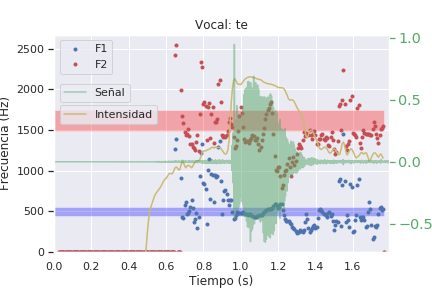 Vocal: te
Frecuencia (Hz)
2500
2000
1500
1000
500
0
F1
F2
Señal
Intensidad
1.0
0.5
0.0
−0.5
0.0 0.2 0.4 0.6 0.8 1.0 1.2 1.4 1.6
Tiempo (s)